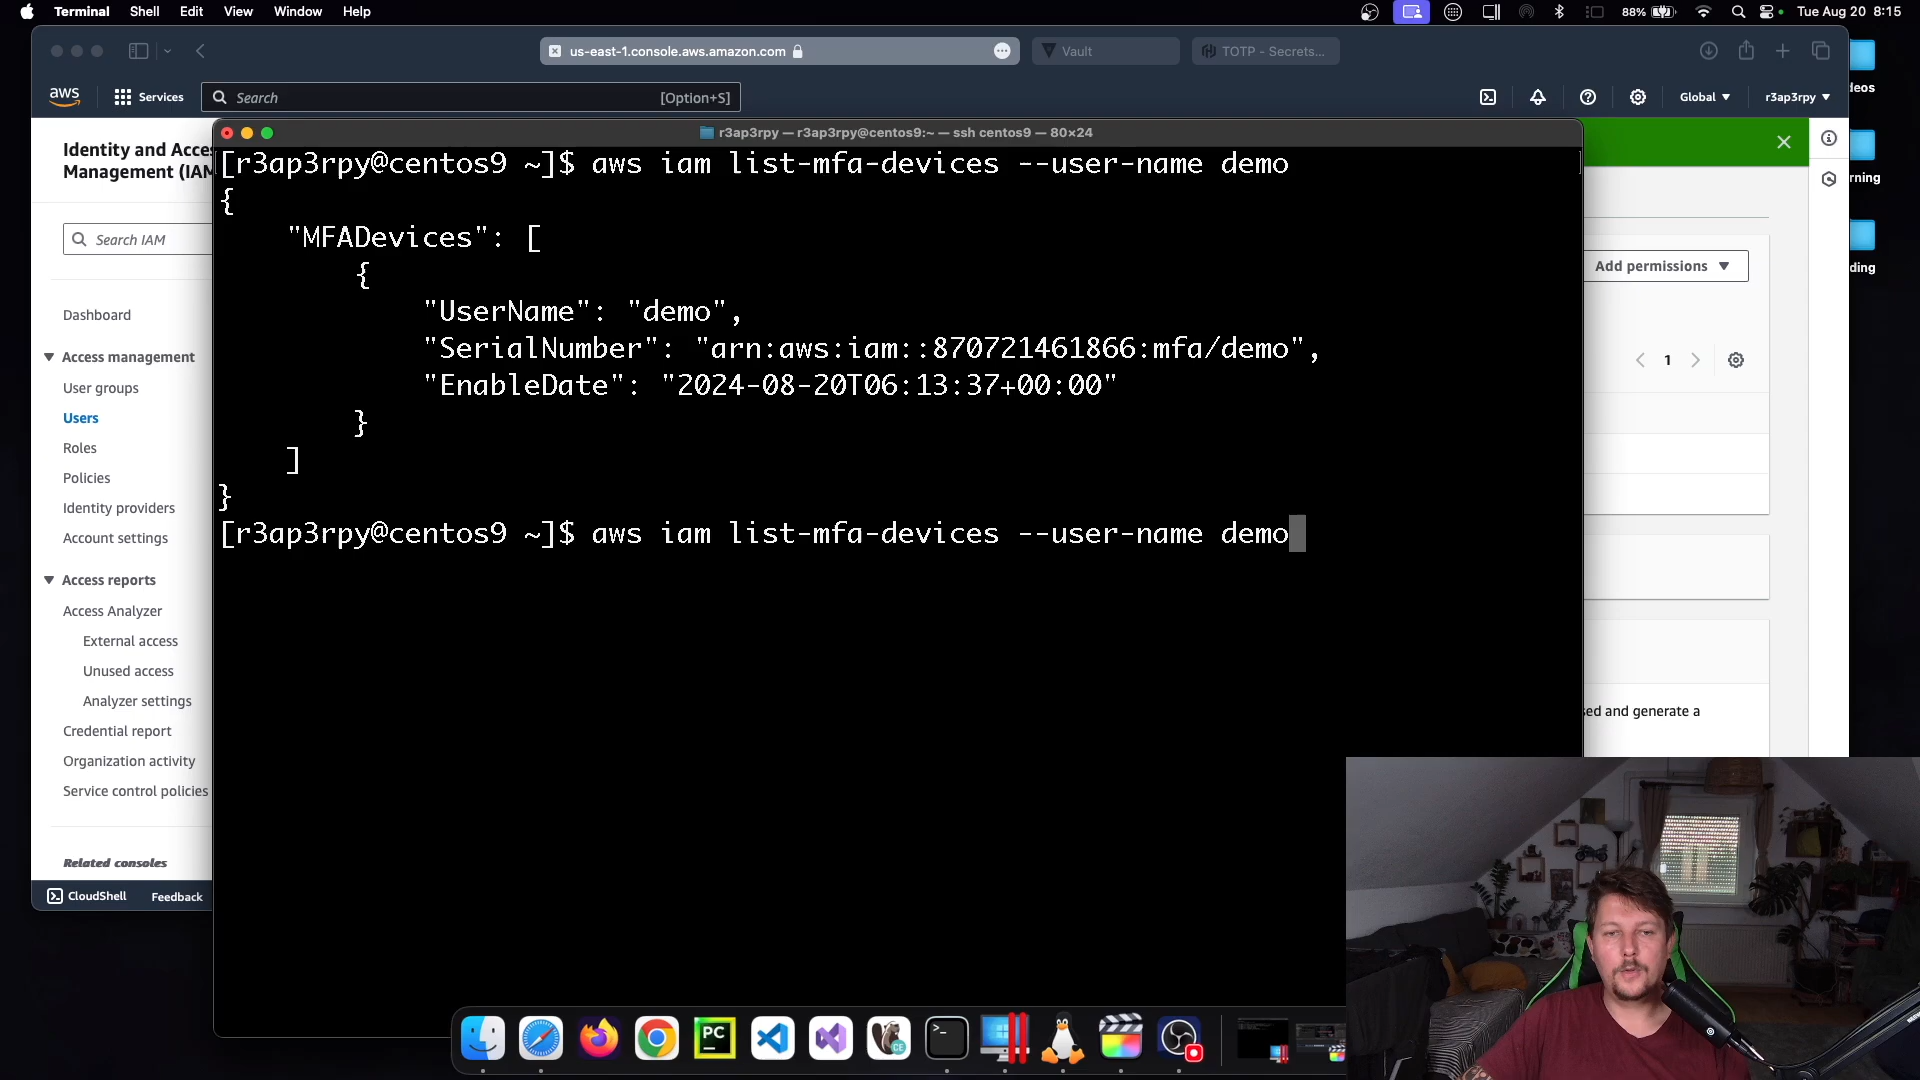 Terminal Shell Edit View Window Help 88% Tue Aug 20 8:15
us-east-1.console.aws.amazon.com Vault TOTP - Secrets...
aws Services Search [Option+S] Global r3ap3rpy
r3ap3rpy — r3ap3rpy@centos9:~ — ssh centos9 — 80×24
Identity and Acce
Management (IAM
Search IAM
Dashboard
Access management
User groups
Users
Roles
Policies
Identity providers
Account settings
Access reports
Access Analyzer
External access
Unused access
Analyzer settings
Credential report
Organization activity
Service control policies
Related consoles
CloudShell Feedback
[r3ap3rpy@centos9 ~]$ aws iam list-mfa-devices --user-name demo
{
"MFADevices": [
{
"UserName": "demo",
"SerialNumber": "arn:aws:iam::870721461866:mfa/demo",
"EnableDate": "2024-08-20T06:13:37+00:00"
}
]
}
[r3ap3rpy@centos9 ~]$ aws iam list-mfa-devices --user-name demo
Add permissions
1
sed and generate a
eos
rning
ding
PC
CE